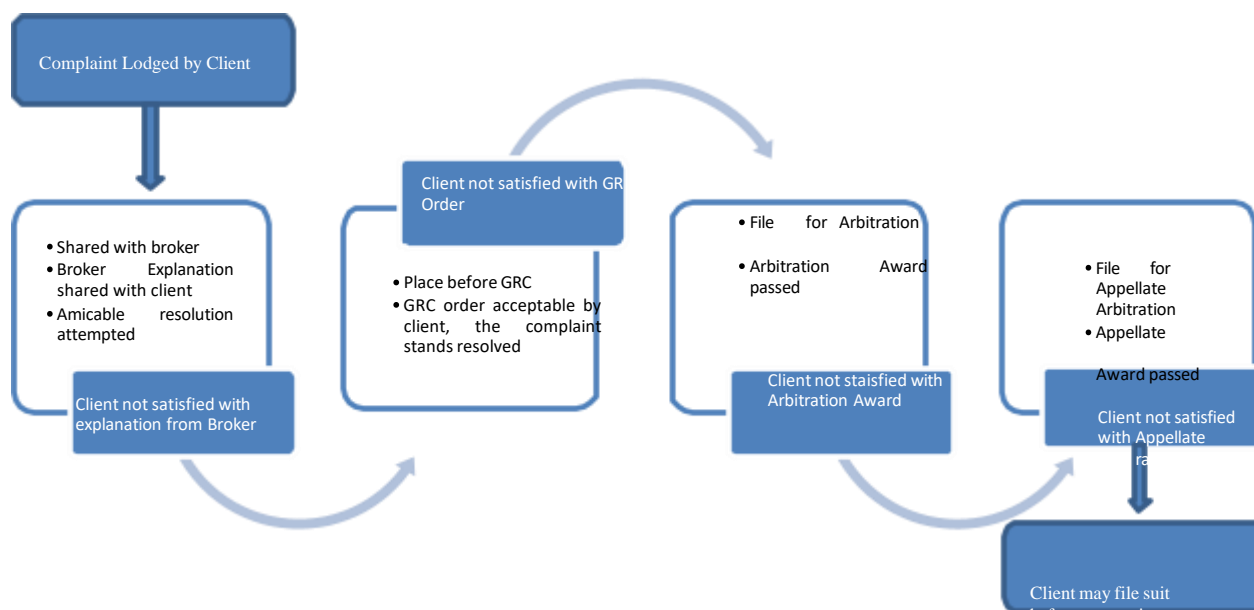 Complaint Lodged by Client
• Shared with broker
• Broker Explanation
shared with client
• Amicable resolution
attempted
Client not satisfied with
explanation from Broker
Client not satisfied with GR
Order
• Place before GRC
• GRC order acceptable by
client, the complaint
stands resolved
• File for Arbitration
• Arbitration Award
passed
Client not staisfied with
Arbitration Award
• File for
Appellate
Arbitration
• Appellate
Award passed
Client not satisfied
with Appellate
Client may file suit